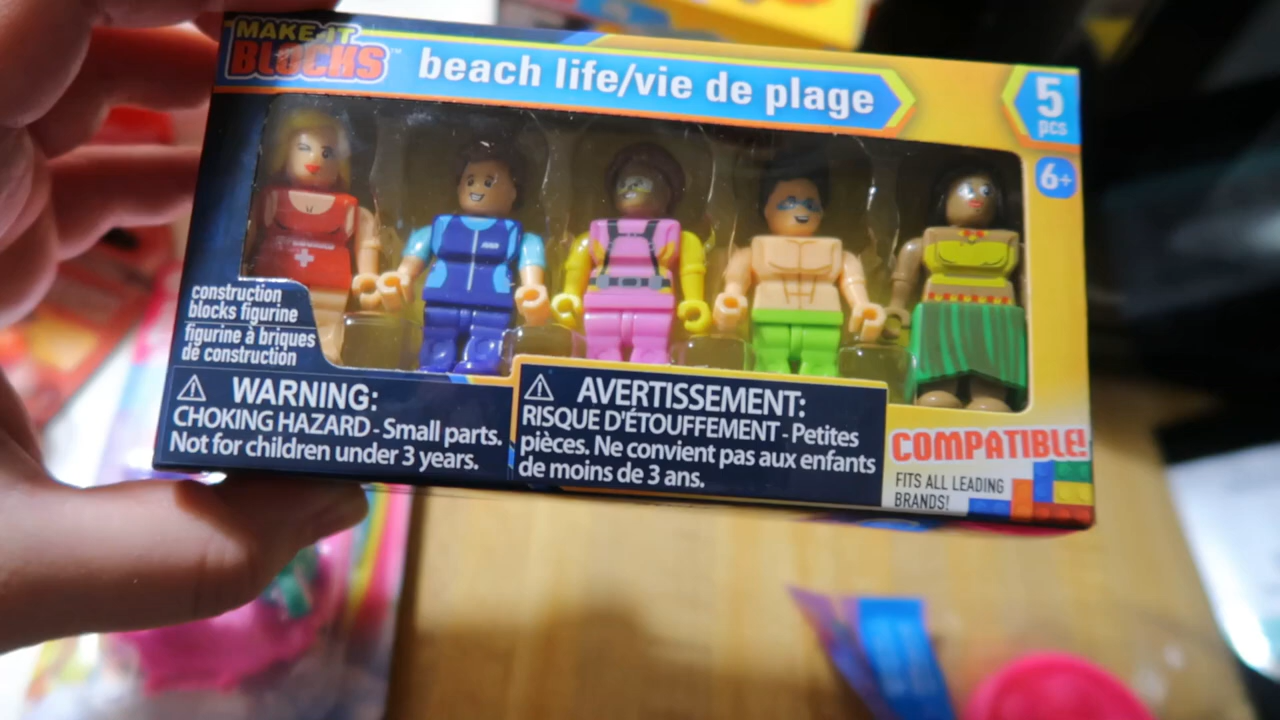 MAKE IT
BLOCKS™
beach life/vie de plage
5
pcs
6+
construction
blocks figurine
figurine à briques
de construction
WARNING:
CHOKING HAZARD - Small parts.
Not for children under 3 years.
AVERTISSEMENT:
RISQUE D'ÉTOUFFEMENT - Petites
pièces. Ne convient pas aux enfants
de moins de 3 ans.
COMPATIBLE!
FITS ALL LEADING
BRANDS!